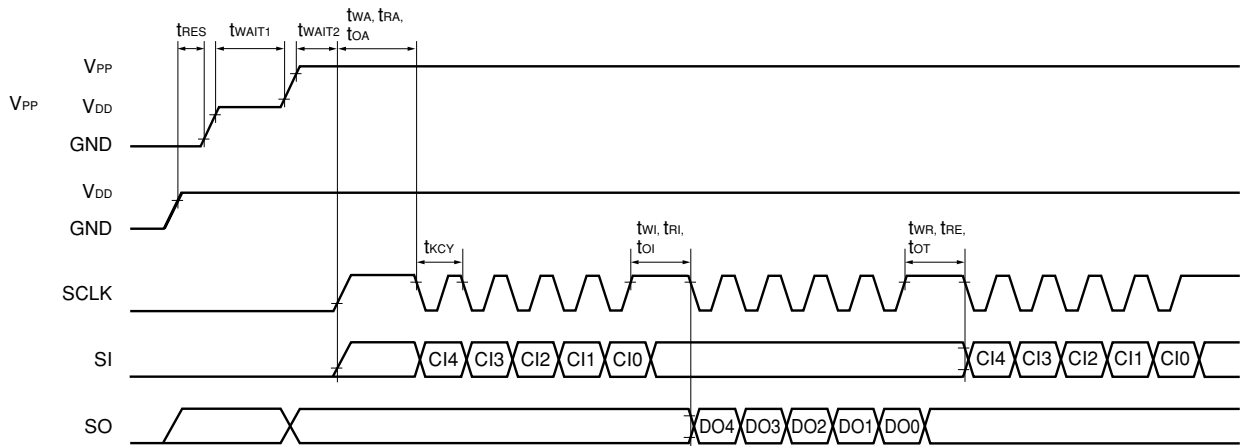 tRES tWAIT1 tWAIT2 tWA, tRA,
tOA
VPP
VPP VDD
GND
VDD
GND
tKCY tWI, tRI,
tOI tWR, tRE,
tOT
SCLK
SI CI4 CI3 CI2 CI1 CI0 CI4 CI3 CI2 CI1 CI0
SO DO4 DO3 DO2 DO1 DO0